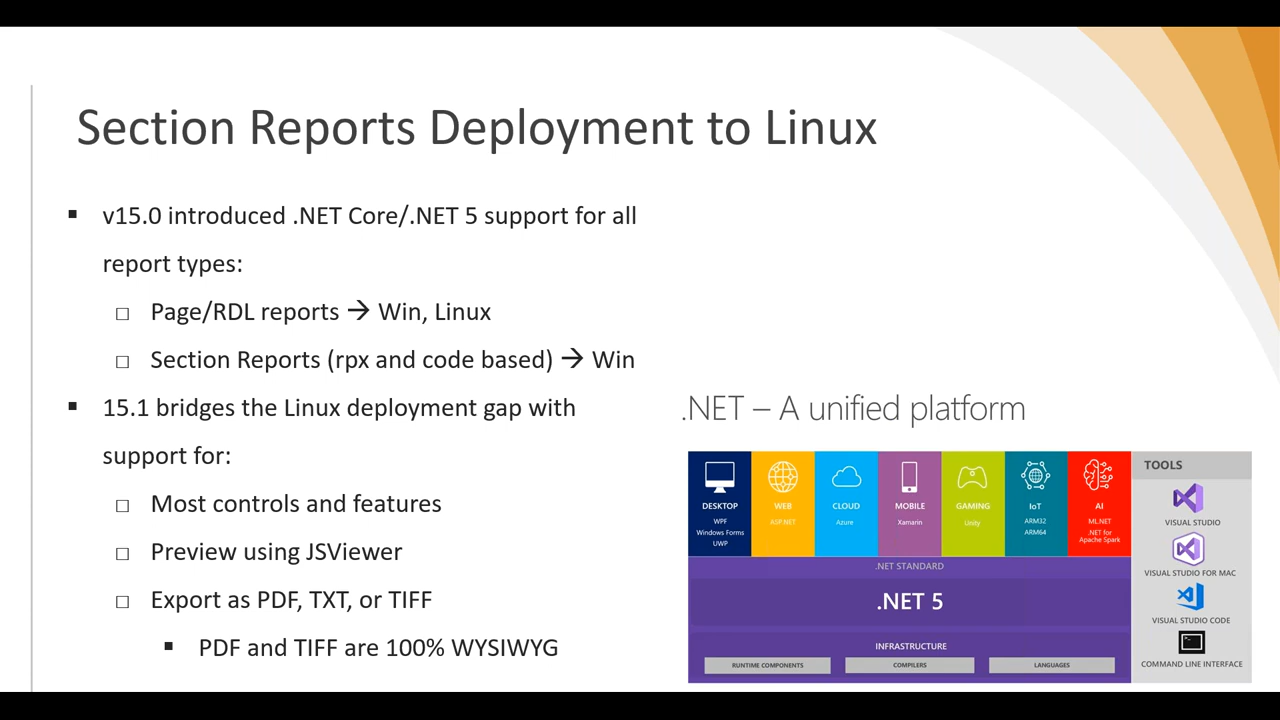 Section Reports Deployment to Linux
▪ v15.0 introduced .NET Core/.NET 5 support for all
report types:
□ Page/RDL reports → Win, Linux
□ Section Reports (rpx and code based) → Win
▪ 15.1 bridges the Linux deployment gap with
support for:
□ Most controls and features
□ Preview using JSViewer
□ Export as PDF, TXT, or TIFF
▪ PDF and TIFF are 100% WYSIWYG
.NET – A unified platform
DESKTOP
WPF
Windows Forms
UWP
WEB
ASP.NET
CLOUD
Azure
MOBILE
Xamarin
GAMING
Unity
IoT
ARM32
ARM64
AI
ML.NET
.NET for
Apache Spark
.NET STANDARD
.NET 5
INFRASTRUCTURE
RUNTIME COMPONENTS
COMPILERS
LANGUAGES
TOOLS
VISUAL STUDIO
VISUAL STUDIO FOR MAC
VISUAL STUDIO CODE
COMMAND LINE INTERFACE